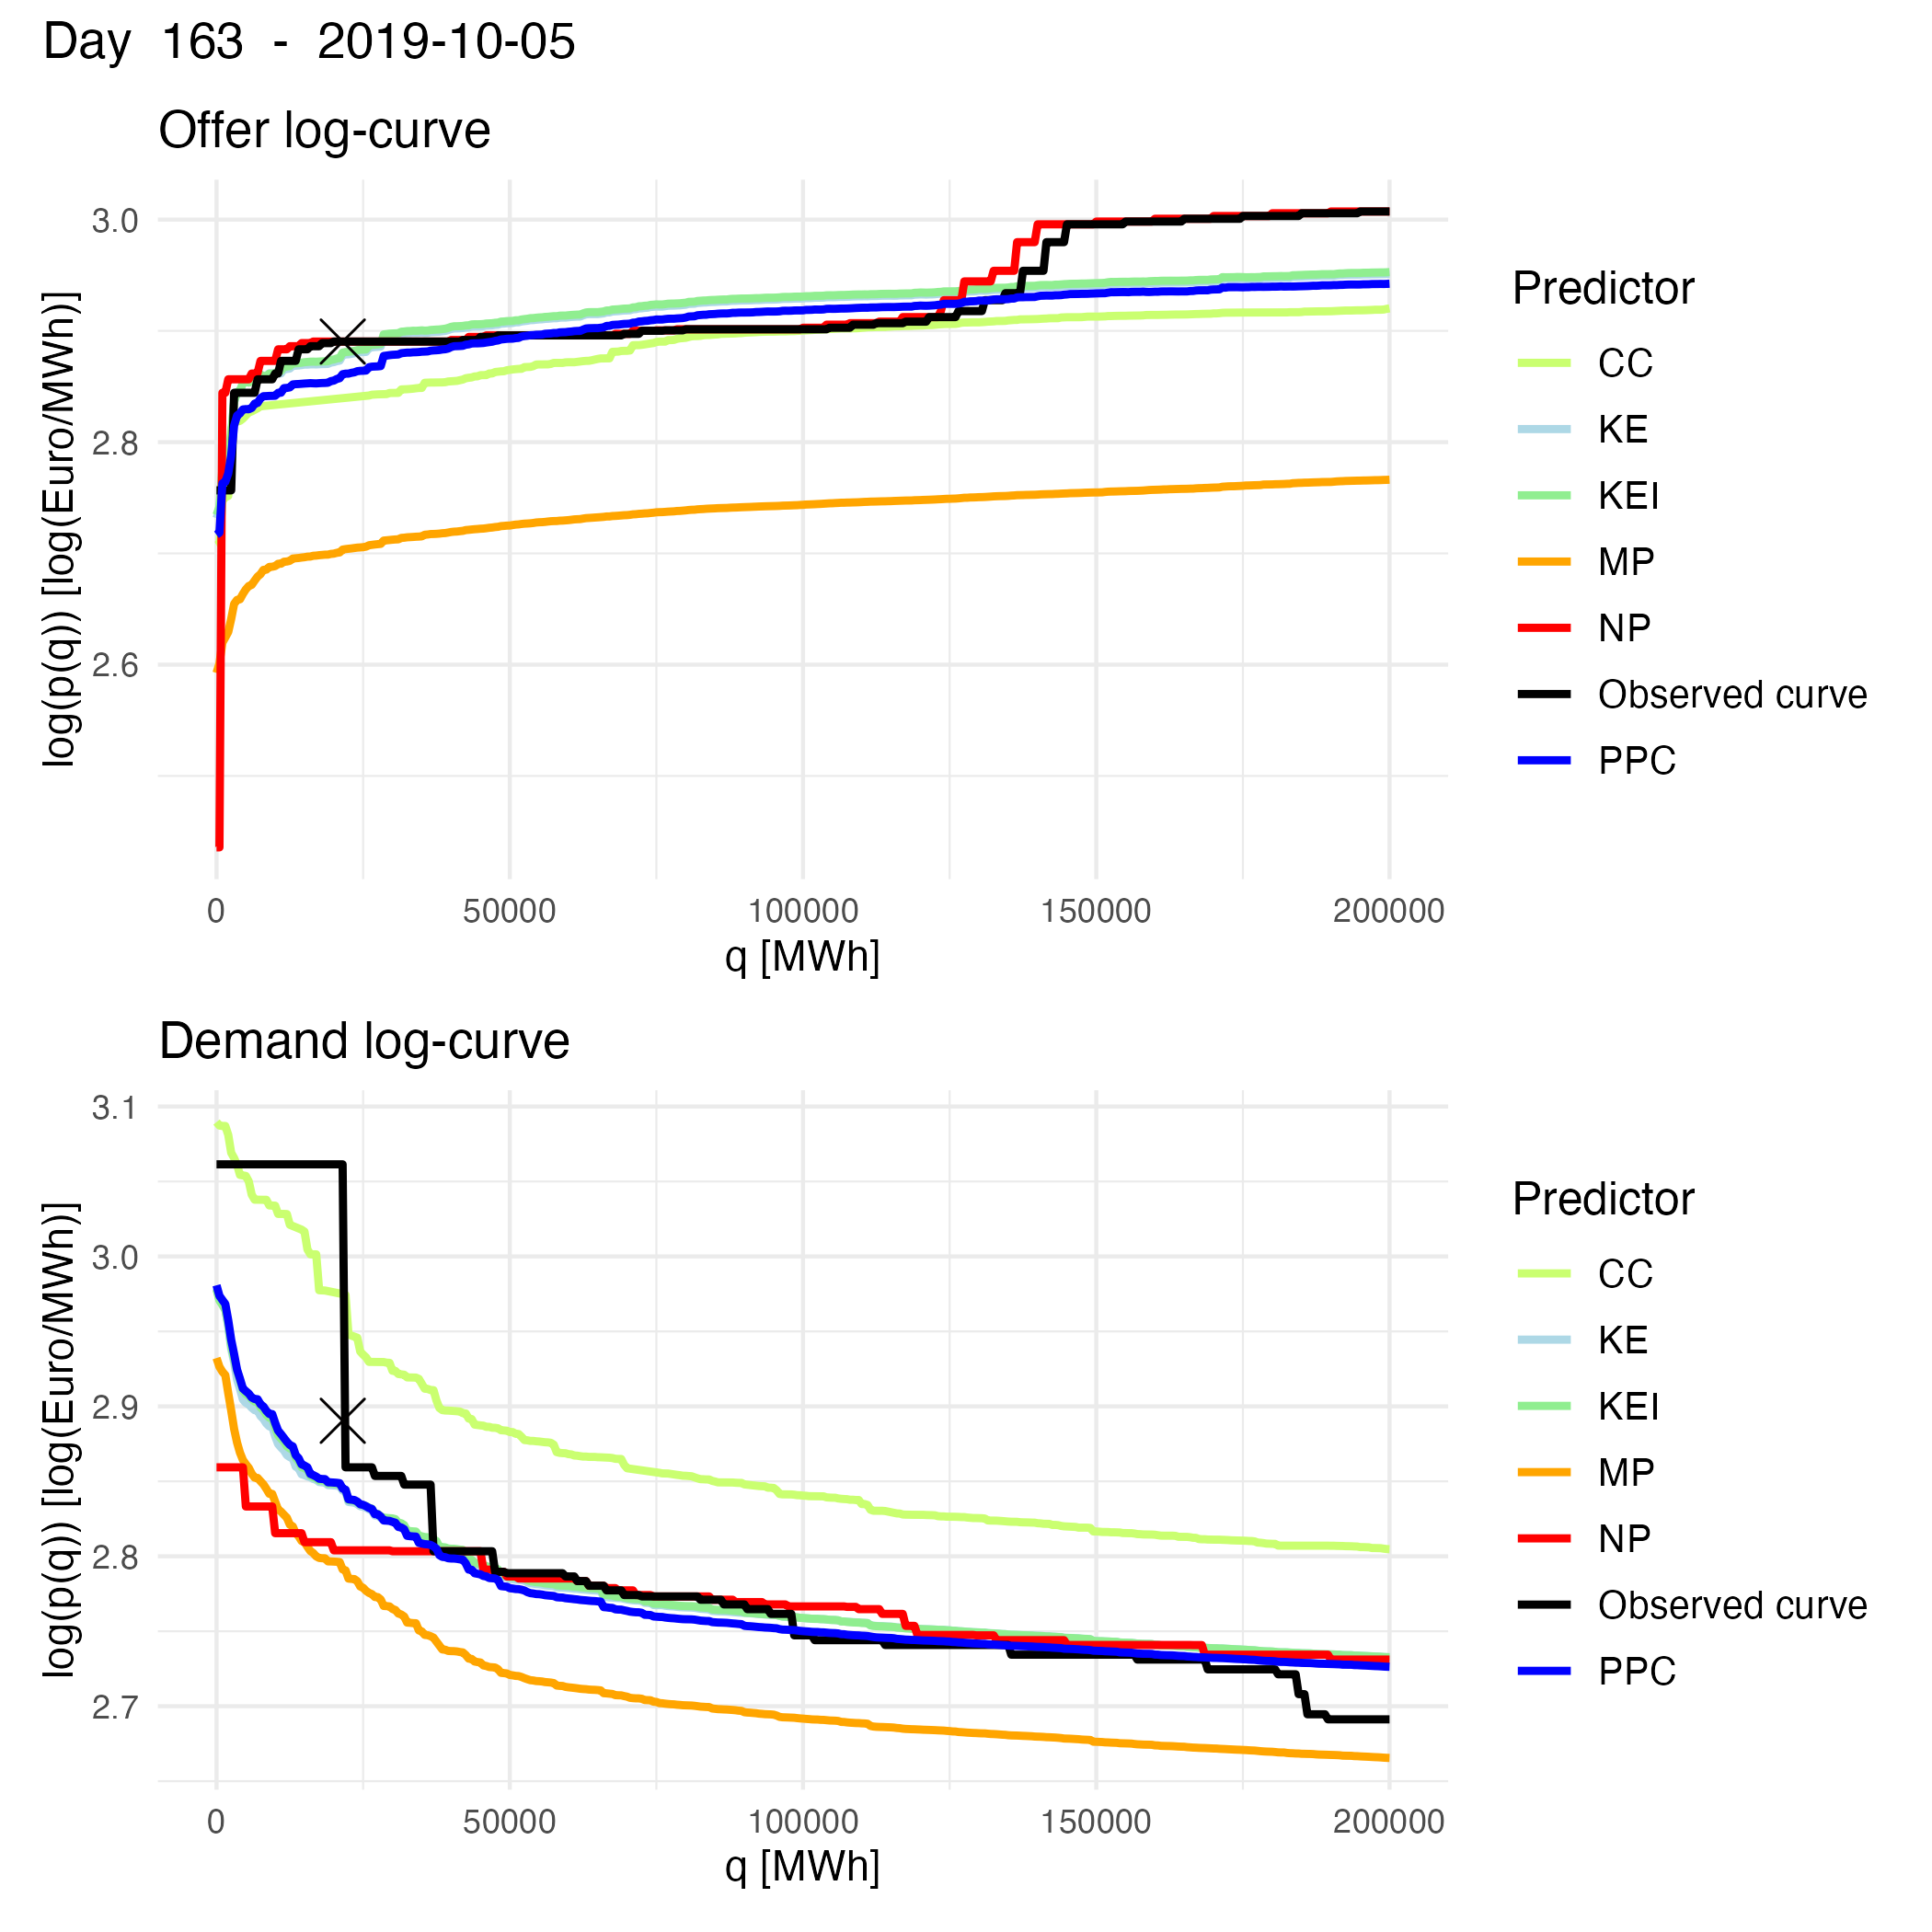 Day 163 - 2019-10-05
Offer log-curve
log(p(q)) [log(Euro/MWh)]
3.0
2.8
2.6
0 50000 100000 150000 200000
q [MWh]
Predictor
CC
KE
KEI
MP
NP
Observed curve
PPC
Demand log-curve
log(p(q)) [log(Euro/MWh)]
3.1
3.0
2.9
2.8
2.7
0 50000 100000 150000 200000
q [MWh]
Predictor
CC
KE
KEI
MP
NP
Observed curve
PPC